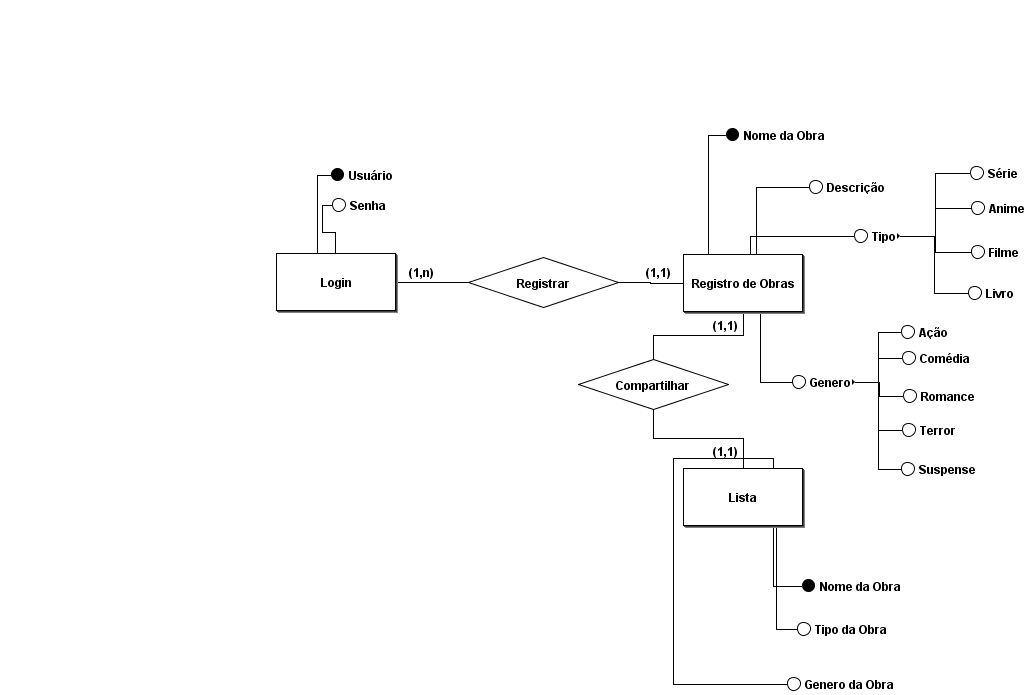 Nome da Obra
Usuário
Senha
Descrição
Tipo
Série
Anime
Filme
Livro
Login
(1,n)
Registrar
(1,1)
Registro de Obras
(1,1)
Compartilhar
Genero
Ação
Comédia
Romance
Terror
Suspense
(1,1)
Lista
Nome da Obra
Tipo da Obra
Genero da Obra